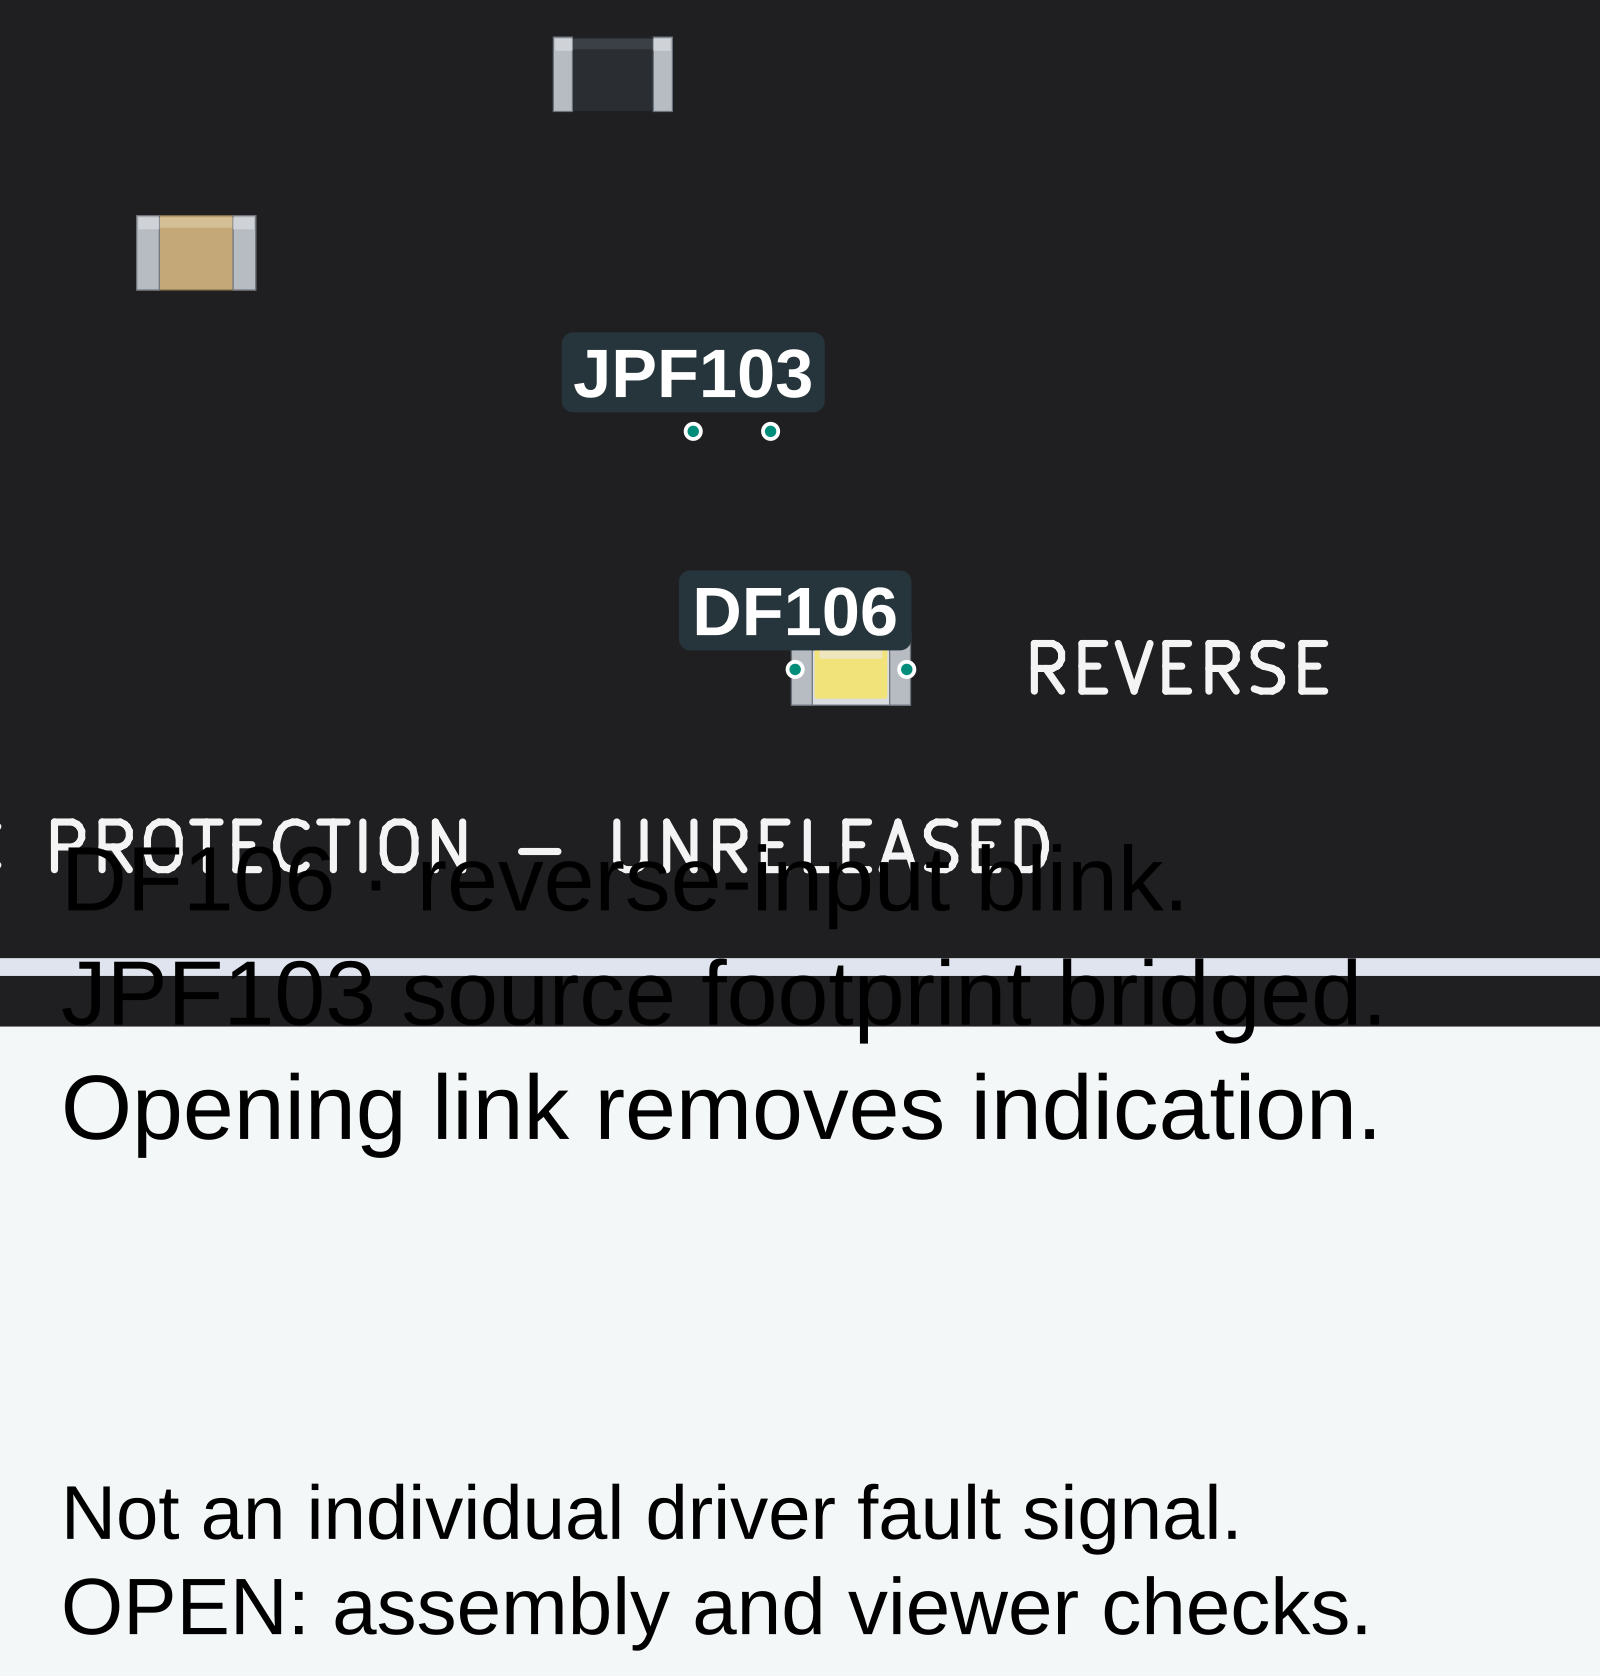 JPF103
DF106
REVERSE
PROTECTION — UNRELEASED
DF106 · reverse-input blink.
JPF103 source footprint bridged.
Opening link removes indication.
Not an individual driver fault signal.
OPEN: assembly and viewer checks.